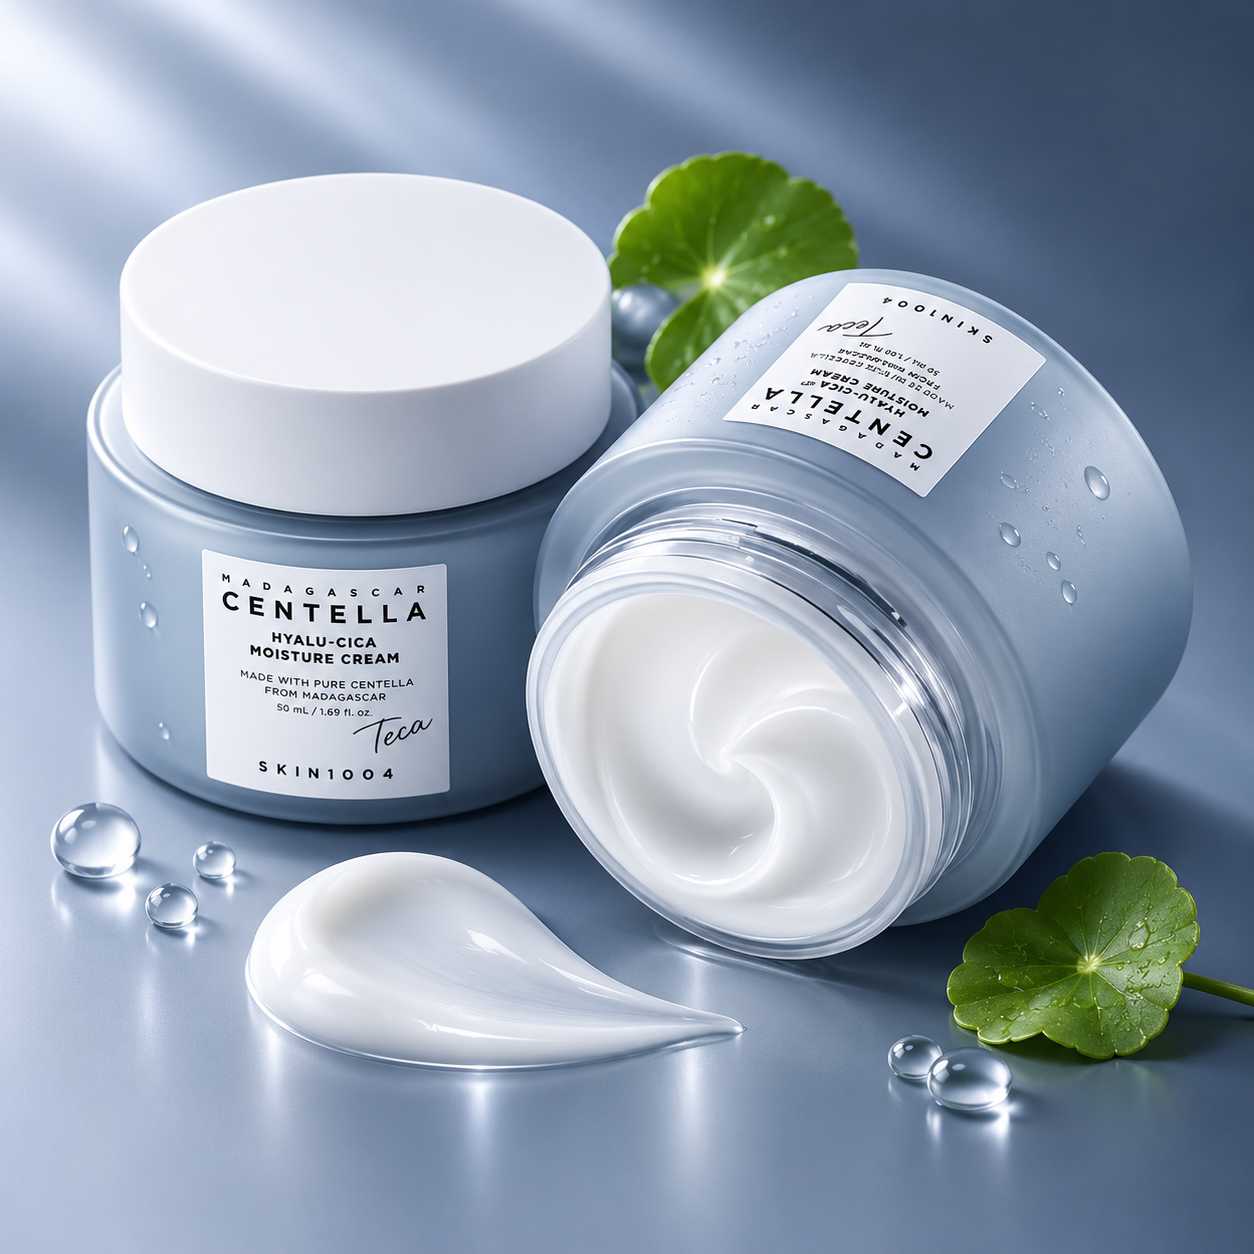 MADAGASCAR
CENTELLA
HYALU-CICA
MOISTURE CREAM
MADE WITH PURE CENTELLA
FROM MADAGASCAR
50 mL / 1.69 fl. oz.
Teca
SKIN1004
MADAGASCAR
CENTELLA
HYALU-CICA
MOISTURE CREAM
Teca
SKIN1004